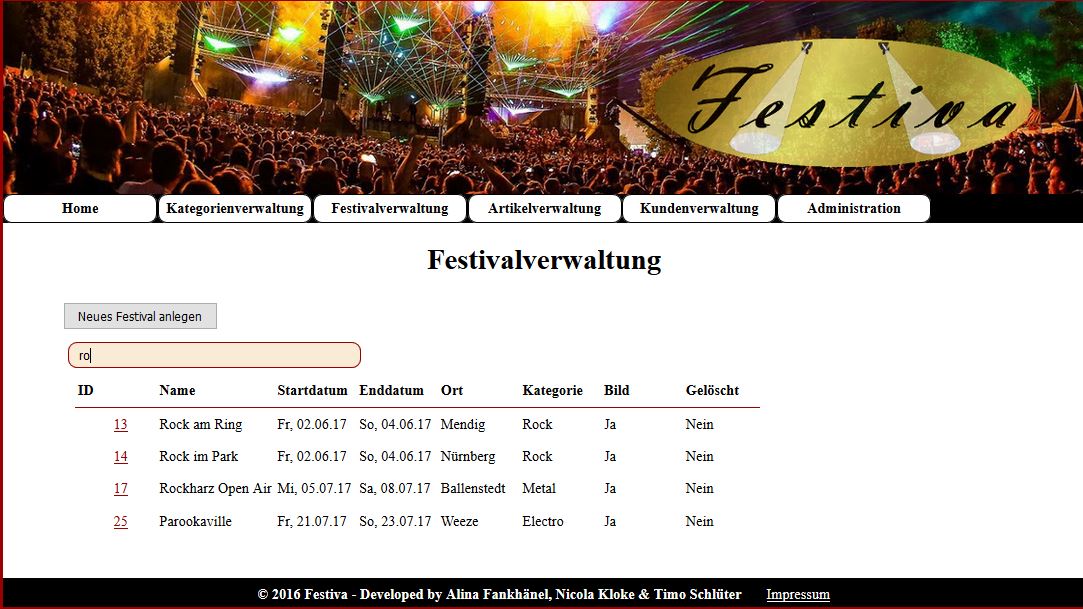 Festiva
Home Kategorienverwaltung Festivalverwaltung Artikelverwaltung Kundenverwaltung Administration
Festivalverwaltung
Neues Festival anlegen
ro
ID Name Startdatum Enddatum Ort Kategorie Bild Gelöscht
13 Rock am Ring Fr, 02.06.17 So, 04.06.17 Mendig Rock Ja Nein
14 Rock im Park Fr, 02.06.17 So, 04.06.17 Nürnberg Rock Ja Nein
17 Rockharz Open Air Mi, 05.07.17 Sa, 08.07.17 Ballenstedt Metal Ja Nein
25 Parookaville Fr, 21.07.17 So, 23.07.17 Weeze Electro Ja Nein
© 2016 Festiva - Developed by Alina Fankhänel, Nicola Kloke & Timo Schlüter Impressum